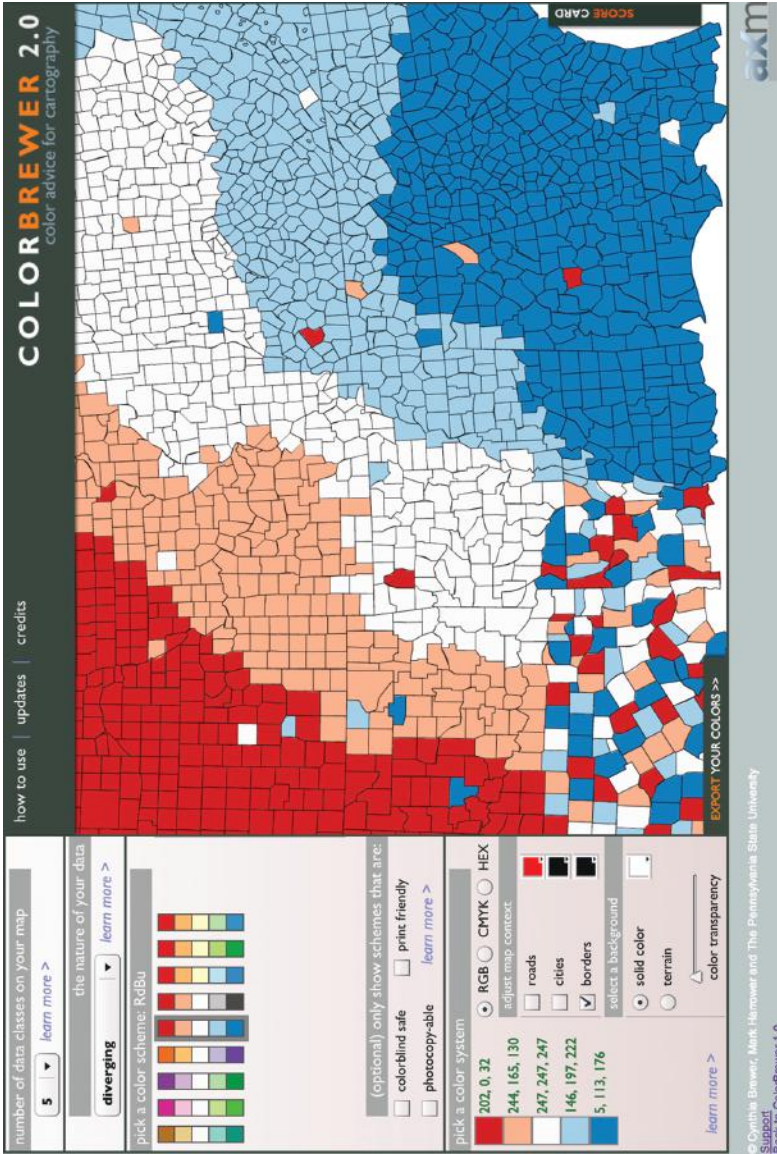 number of data classes on your map
5
learn more >
the nature of your data
diverging
learn more >
pick a color scheme: RdBu
(optional) only show schemes that are:
colorblind safe
print friendly
photocopy-able
learn more >
pick a color system
202, 0, 32
244, 165, 130
247, 247, 247
146, 197, 222
5, 113, 176
RGB
CMYK
HEX
adjust map context
roads
cities
borders
select a background
solid color
terrain
color transparency
learn more >
how to use | updates | credits
COLORBREWER 2.0
color advice for cartography
SCORE CARD
EXPORT YOUR COLORS >>
© Cynthia Brewer, Mark Harrower and The Pennsylvania State University
Support
Back to ColorBrewer 1.0
axm